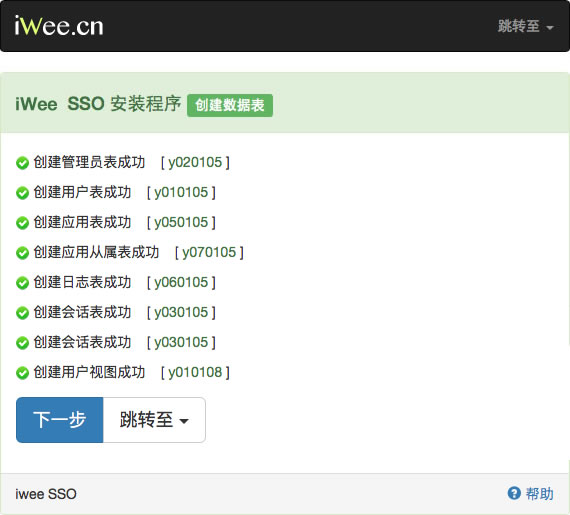 iWee.cn 跳转至
iWee SSO 安装程序 创建数据表
创建管理员表成功 [ y020105 ]
创建用户表成功 [ y010105 ]
创建应用表成功 [ y050105 ]
创建应用从属表成功 [ y070105 ]
创建日志表成功 [ y060105 ]
创建会话表成功 [ y030105 ]
创建会话表成功 [ y030105 ]
创建用户视图成功 [ y010108 ]
下一步 跳转至
iwee SSO 帮助